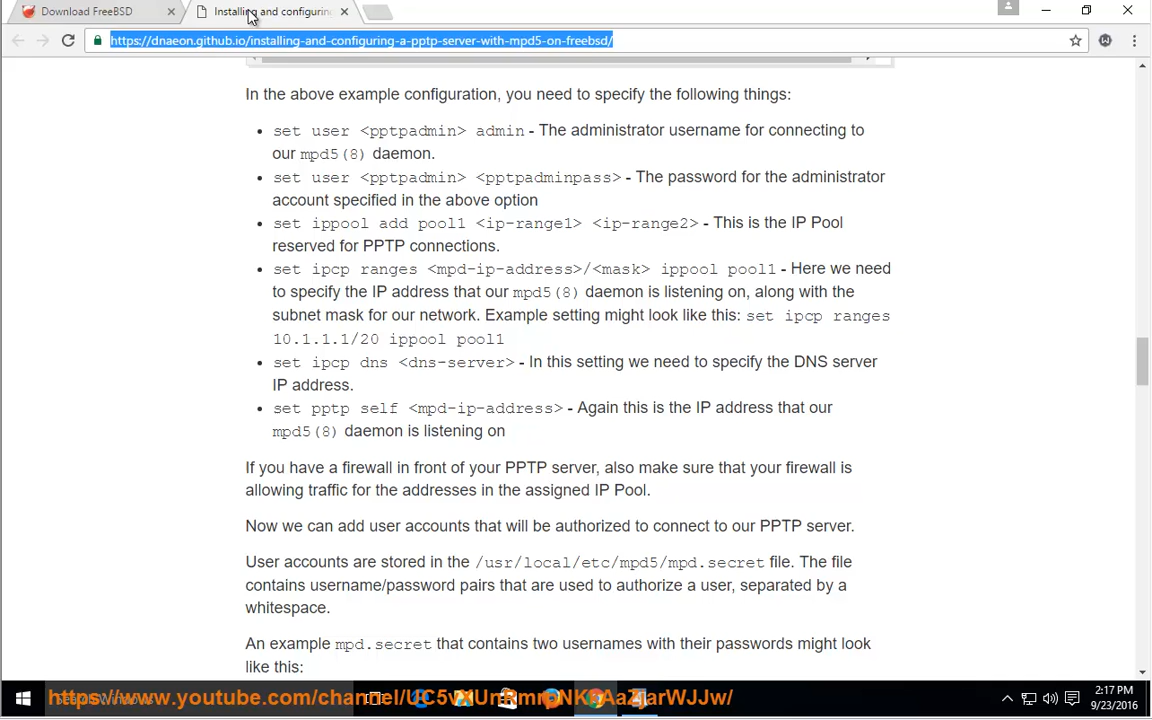 Download FreeBSD
Installing and configurin
https://dnaeon.github.io/installing-and-configuring-a-pptp-server-with-mpd5-on-freebsd/
In the above example configuration, you need to specify the following things:
set user <pptpadmin> admin - The administrator username for connecting to
our mpd5(8) daemon.
set user <pptpadmin> <pptpadminpass> - The password for the administrator
account specified in the above option
set ippool add pool1 <ip-range1> <ip-range2> - This is the IP Pool
reserved for PPTP connections.
set ipcp ranges <mpd-ip-address>/<mask> ippool pool1 - Here we need
to specify the IP address that our mpd5(8) daemon is listening on, along with the
subnet mask for our network. Example setting might look like this: set ipcp ranges
10.1.1.1/20 ippool pool1
set ipcp dns <dns-server> - In this setting we need to specify the DNS server
IP address.
set pptp self <mpd-ip-address> - Again this is the IP address that our
mpd5(8) daemon is listening on
If you have a firewall in front of your PPTP server, also make sure that your firewall is
allowing traffic for the addresses in the assigned IP Pool.
Now we can add user accounts that will be authorized to connect to our PPTP server.
User accounts are stored in the /usr/local/etc/mpd5/mpd.secret file. The file
contains username/password pairs that are used to authorize a user, separated by a
whitespace.
An example mpd.secret that contains two usernames with their passwords might look
like this:
2:17 PM
9/23/2016